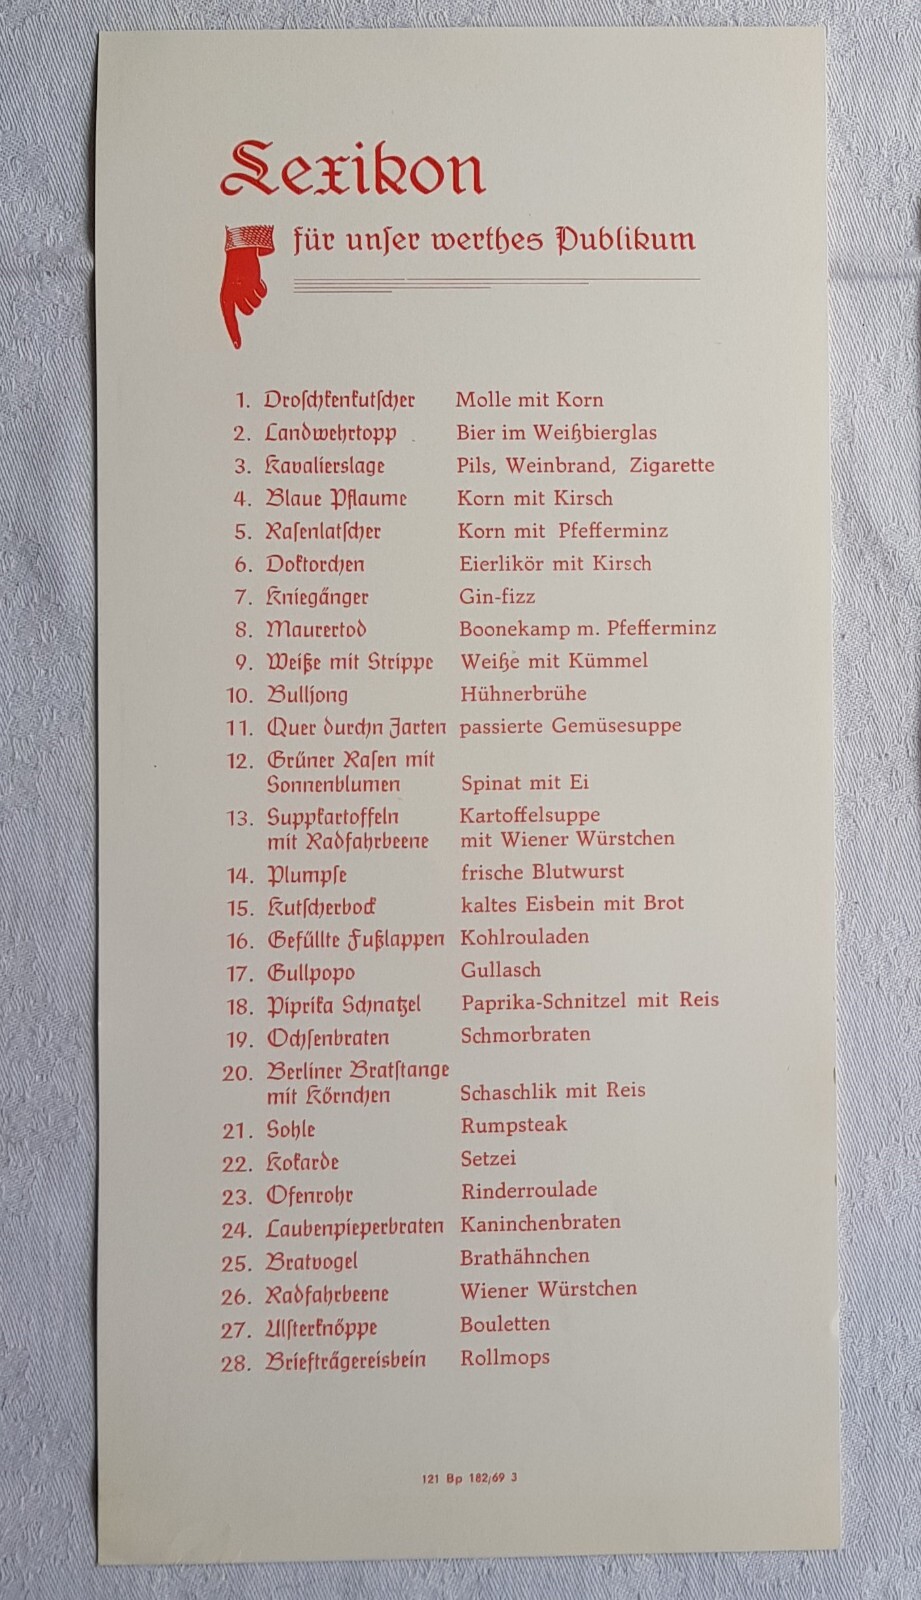 Lexikon
für unser werthes Publikum
1. Droschkenkutscher Molle mit Korn
2. Landwehrtopp Bier im Weißbierglas
3. Kavalierslage Pils, Weinbrand, Zigarette
4. Blaue Pflaume Korn mit Kirsch
5. Rasenlatscher Korn mit Pfefferminz
6. Doktorchen Eierlikör mit Kirsch
7. Kniegänger Gin-fizz
8. Maurertod Boonekamp m. Pfefferminz
9. Weiße mit Strippe Weiße mit Kümmel
10. Bulljong Hühnerbrühe
11. Quer durchn Jarten passierte Gemüsesuppe
12. Grüner Rasen mit
Sonnenblumen Spinat mit Ei
13. Suppkartoffeln Kartoffelsuppe
mit Radfahrbeene mit Wiener Würstchen
14. Plumpse frische Blutwurst
15. Kutscherbock kaltes Eisbein mit Brot
16. Gefüllte Fußlappen Kohlrouladen
17. Gullpopo Gullasch
18. Piprika Schnatzel Paprika-Schnitzel mit Reis
19. Ochsenbraten Schmorbraten
20. Berliner Bratstange
mit Körnchen Schaschlik mit Reis
21. Sohle Rumpsteak
22. Kokarde Setzei
23. Ofenrohr Rinderroulade
24. Laubenpieperbraten Kaninchenbraten
25. Bratvogel Brathähnchen
26. Radfahrbeene Wiener Würstchen
27. Ulsterknöppe Bouletten
28. Briefträgereisbein Rollmops
121 Bp 182/69 3